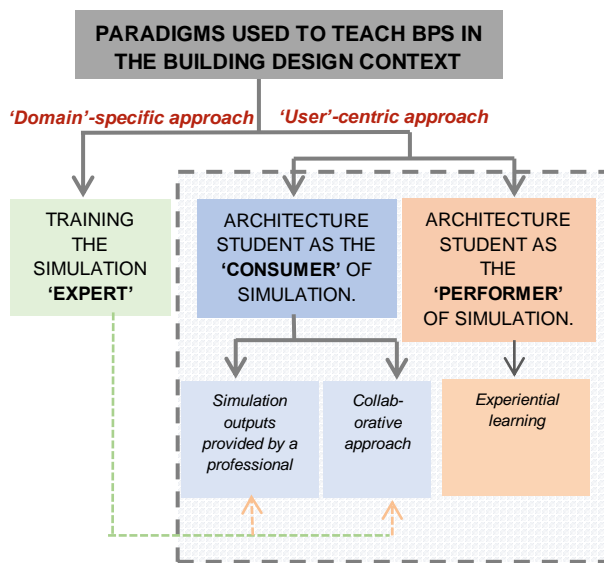 PARADIGMS USED TO TEACH BPS IN
THE BUILDING DESIGN CONTEXT
‘Domain’-specific approach
‘User’-centric approach
TRAINING
THE
SIMULATION
‘EXPERT’
ARCHITECTURE
STUDENT AS THE
‘CONSUMER’ OF
SIMULATION.
ARCHITECTURE
STUDENT AS
THE
‘PERFORMER’
OF SIMULATION.
Simulation
outputs
provided by a
professional
Collab-
orative
approach
Experiential
learning